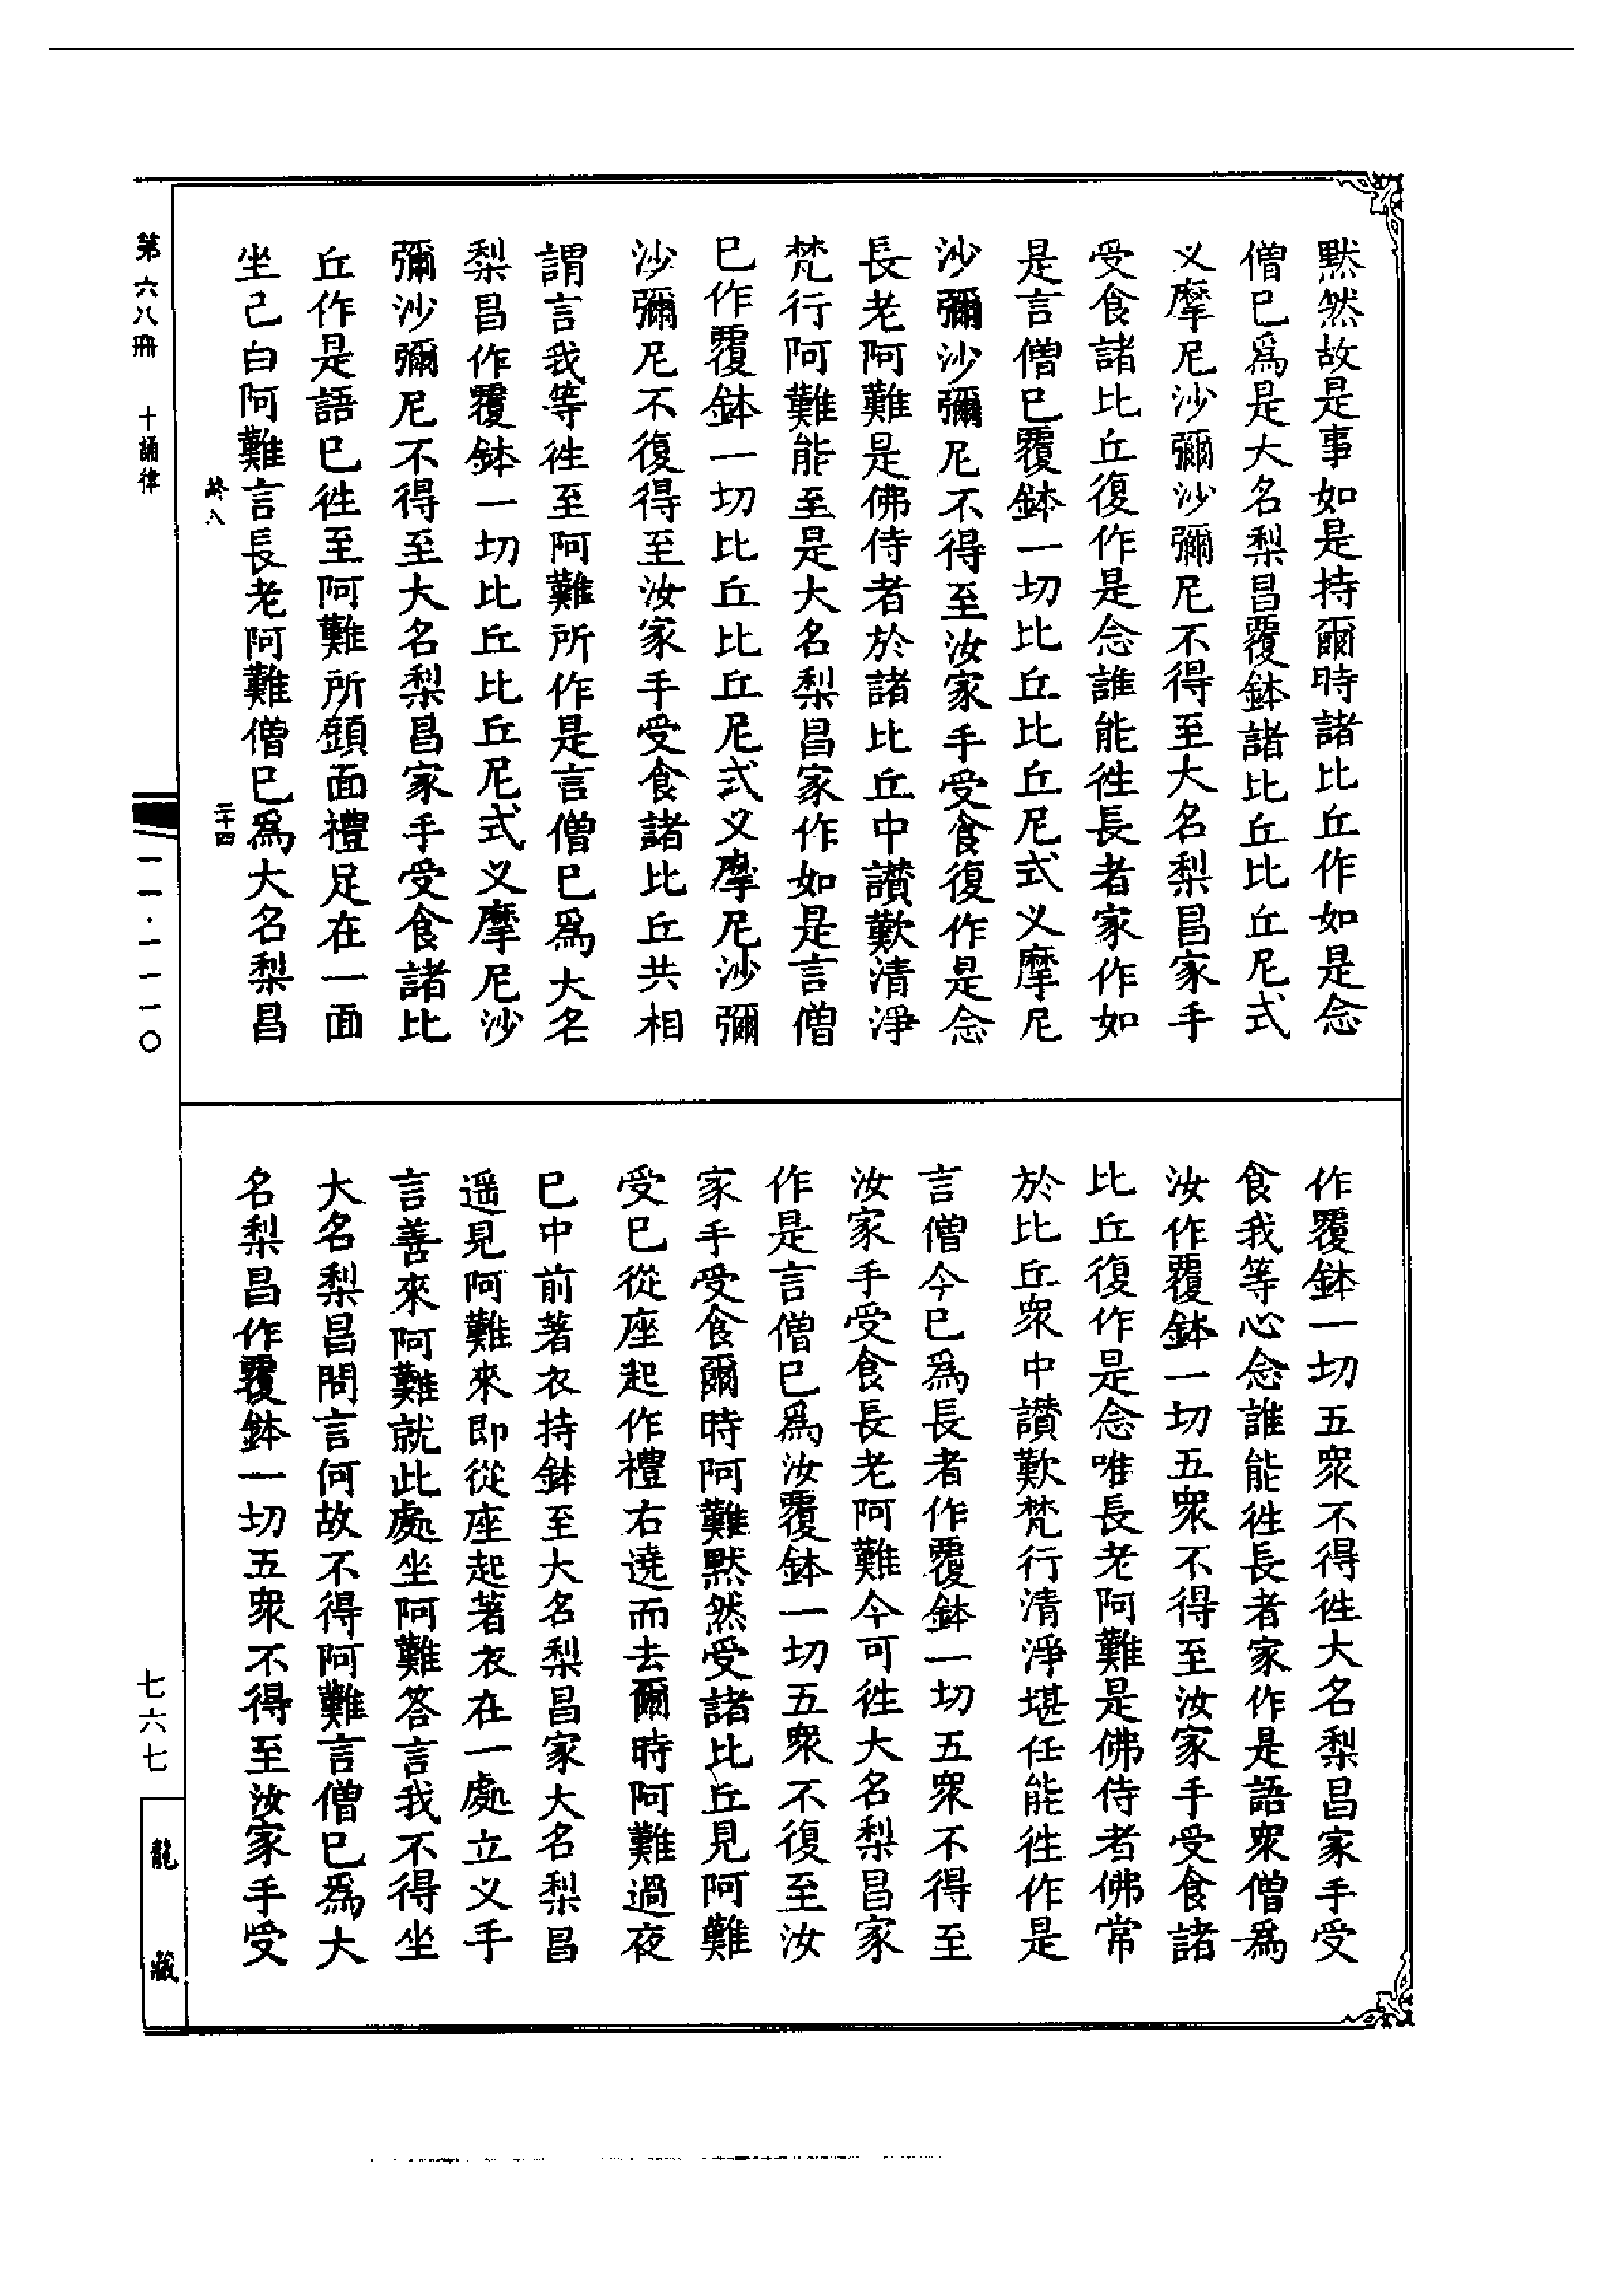 默然故是事如是持爾時諸比丘作如是念
僧已爲是大名梨昌覆鉢諸比丘比丘尼式
义摩尼沙彌沙彌尼不得至大名梨昌家手
受食諸比丘復作是念誰能徃長者家作如
是言僧已覆鉢一切比丘比丘尼式义摩尼
沙彌沙彌尼不得至汝家手受食復作是念
長老阿難是佛侍者於諸比丘中讃歎清淨
梵行阿難能至是大名梨昌家作如是言僧
已作覆鉢一切比丘比丘尼式义摩尼沙彌
沙彌尼不復得至汝家手受食諸比丘共相
謂言我等徃至阿難所作是言僧已爲大名
梨昌作覆鉢一切比丘比丘尼式义摩尼沙
彌沙彌尼不得至大名梨昌家手受食諸比
丘作是語已徃至阿難所頭面禮足在一面
坐已白阿難言長老阿難僧已爲大名梨昌
終八
二十四
作覆鉢一切五衆不得徃大名梨昌家手受
食我等心念誰能徃長者家作是語衆僧爲
汝作覆鉢一切五衆不得至汝家手受食諸
比丘復作是念唯長老阿難是佛侍者佛常
於比丘衆中讃歎梵行清淨堪任能徃作是
言僧今已爲長者作覆鉢一切五衆不得至
汝家手受食長老阿難今可徃大名梨昌家
作是言僧已爲汝覆鉢一切五衆不復至汝
家手受食爾時阿難默然受諸比丘見阿難
受已從座起作禮右遶而去爾時阿難過夜
已中前著衣持鉢至大名梨昌家大名梨昌
遥見阿難來即從座起著衣在一處立义手
言善來阿難就此處坐阿難答言我不得坐
大名梨昌問言何故不得阿難言僧已爲大
名梨昌作覆鉢一切五衆不得至汝家手受
第六八冊 十誦律
一一·一一一〇
七六七
龍藏